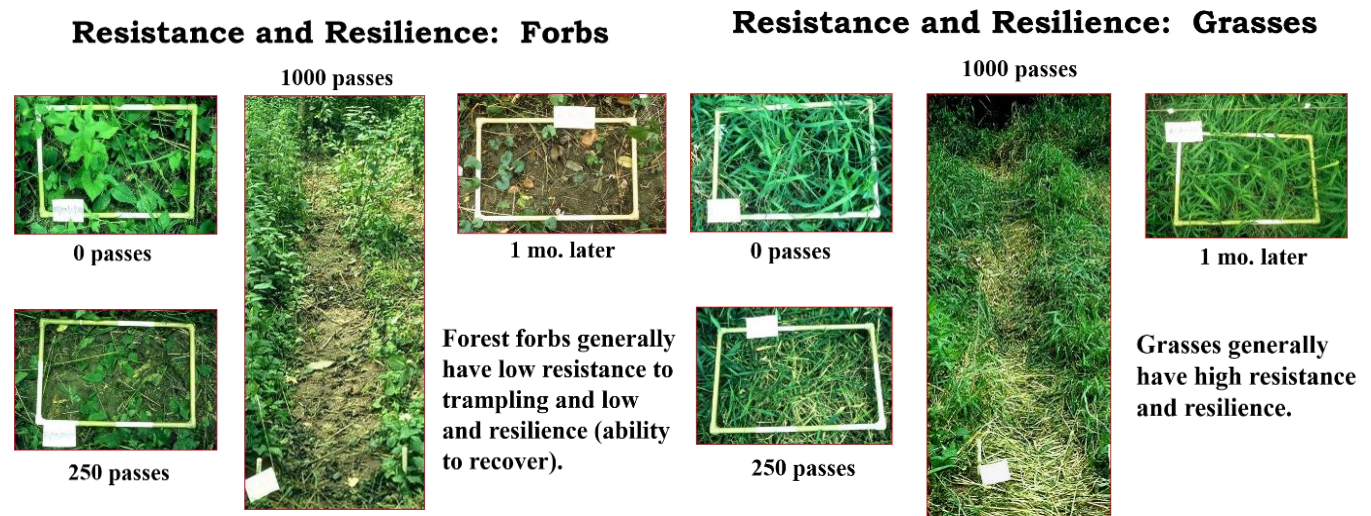 Resistance and Resilience: Forbs
1000 passes
0 passes
1 mo. later
250 passes
Forest forbs generally
have low resistance to
trampling and low
and resilience (ability
to recover).
Resistance and Resilience: Grasses
1000 passes
0 passes
1 mo. later
250 passes
Grasses generally
have high resistance
and resilience.